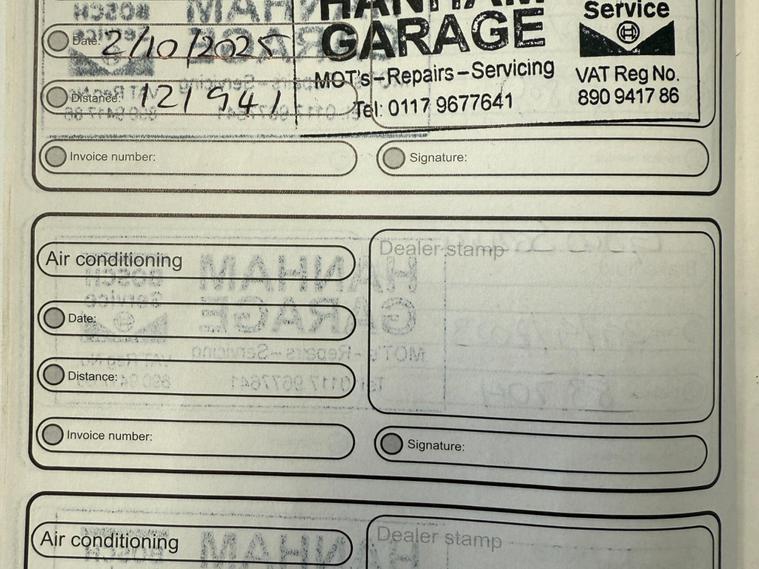 HANHAM
Service
Date: 2/10/2025
GARAGE
MOT's - Repairs - Servicing
VAT Reg No.
Distance: 121941
Tel: 0117 9677641
890 9417 86
Invoice number:
Signature:
Air conditioning
Dealer stamp
Date:
Distance:
Invoice number:
Signature:
Air conditioning
Dealer stamp